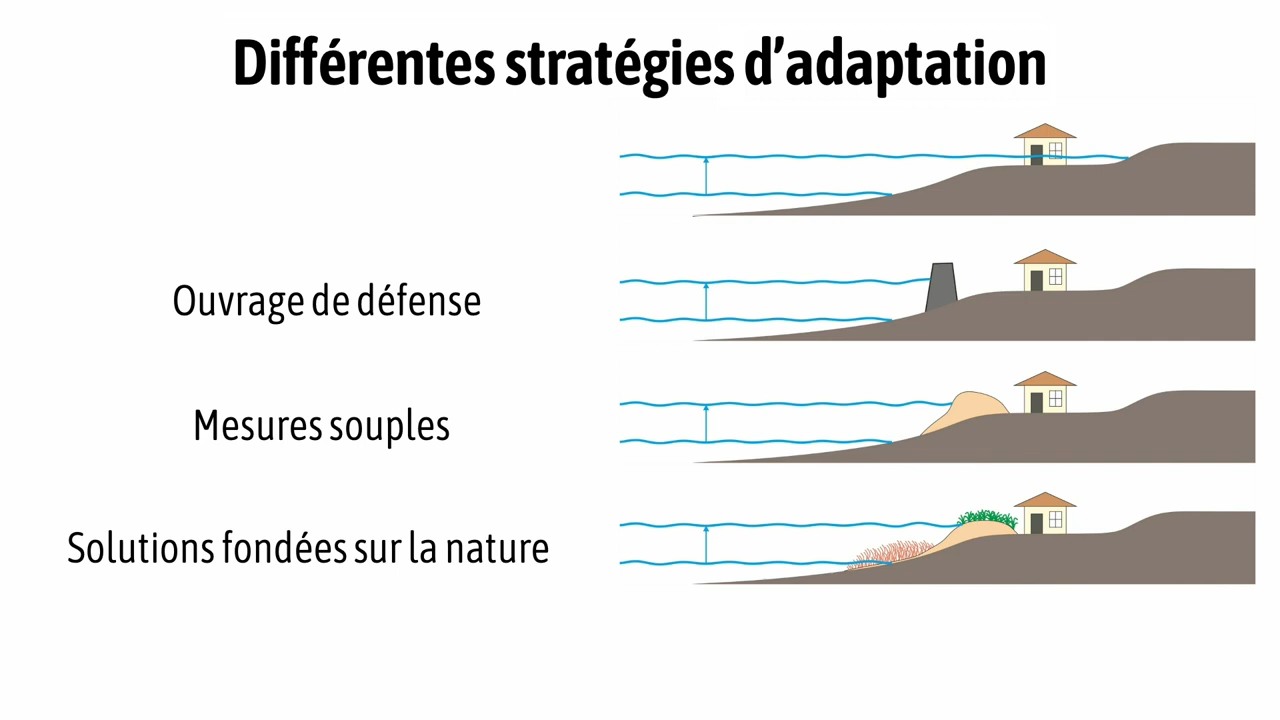 Différentes stratégies d’adaptation
Ouvrage de défense
Mesures souples
Solutions fondées sur la nature